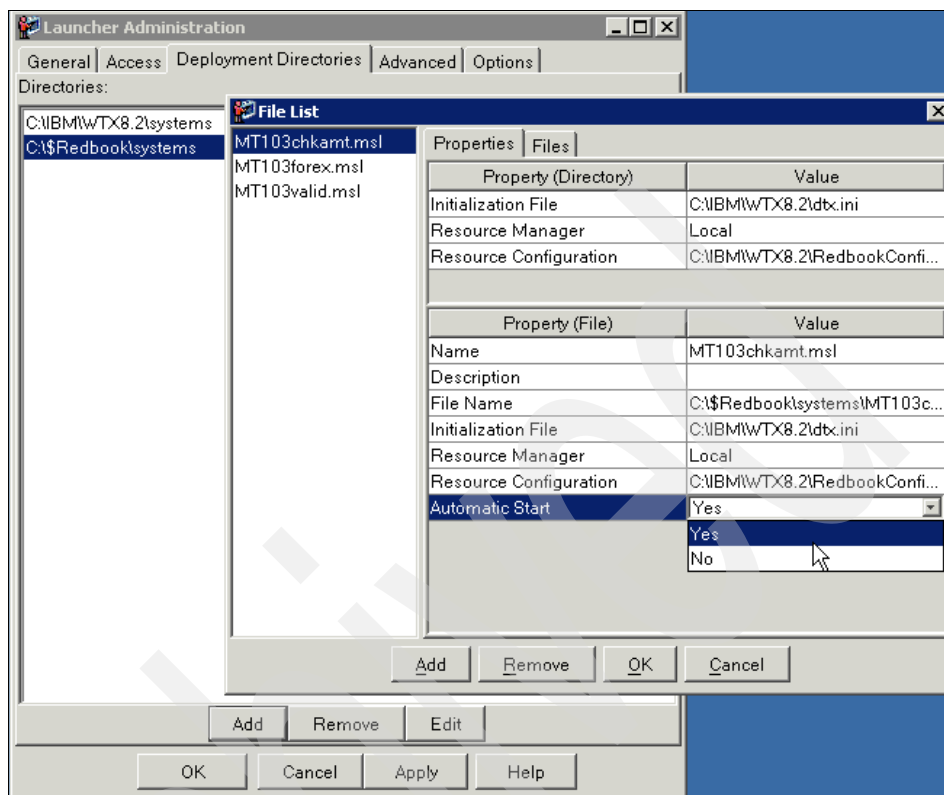 Launcher Administration
General Access Deployment Directories Advanced Options
Directories:
C:\IBM\WTX8.2\systems
C:\$Redbook\systems
File List
MT103chkamt.msl
MT103forex.msl
MT103valid.msl
Properties Files
Property (Directory) Value
Initialization File C:\IBM\WTX8.2\dtx.ini
Resource Manager Local
Resource Configuration C:\IBM\WTX8.2\RedbookConfi...
Property (File) Value
Name MT103chkamt.msl
Description
File Name C:\$Redbook\systems\MT103c...
Initialization File C:\IBM\WTX8.2\dtx.ini
Resource Manager Local
Resource Configuration C:\IBM\WTX8.2\RedbookConfi...
Automatic Start Yes
Yes
No
Add Remove OK Cancel
Add Remove Edit
OK Cancel Apply Help